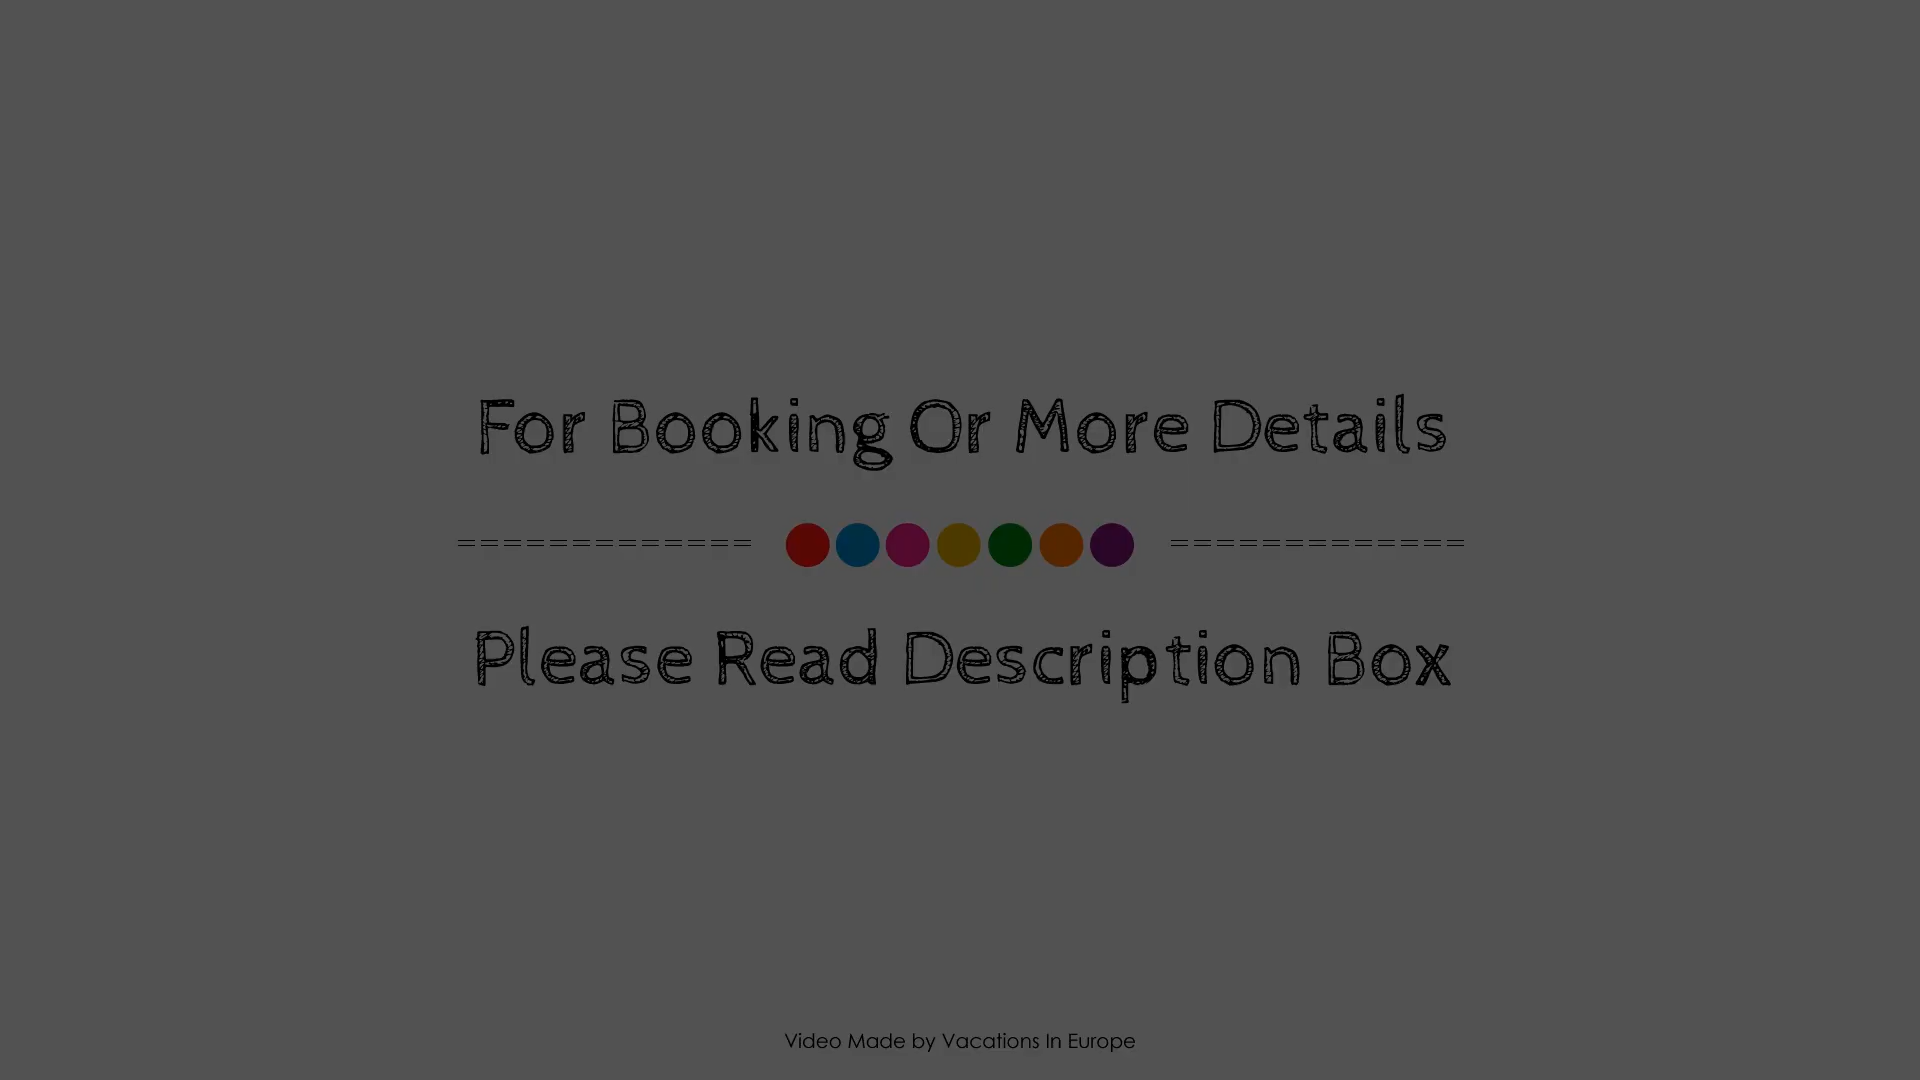 For Booking Or More Details
============= =============
Please Read Description Box
Video Made by Vacations In Europe